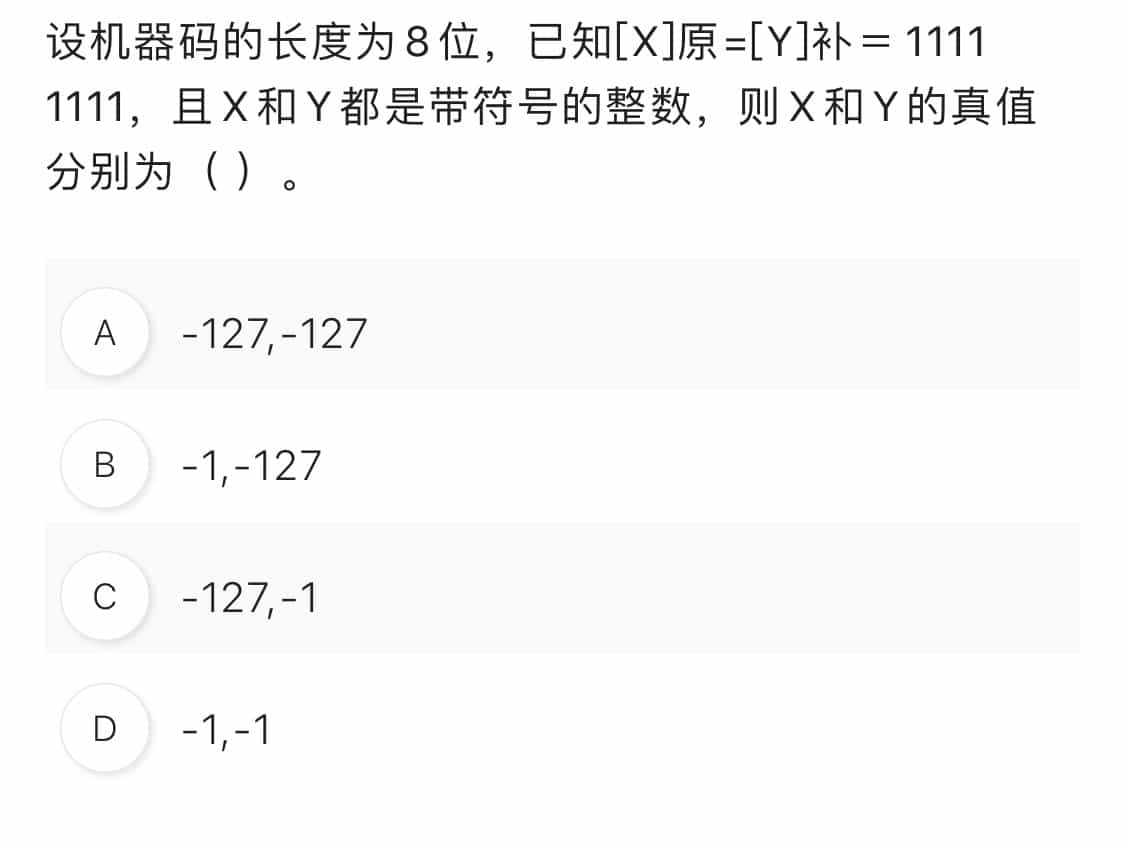 设机器码的长度为8位，已知[X]原=[Y]补＝1111
1111，且X和Y都是带符号的整数，则X和Y的真值
分别为（）。
A -127,-127
B -1,-127
C -127,-1
D -1,-1